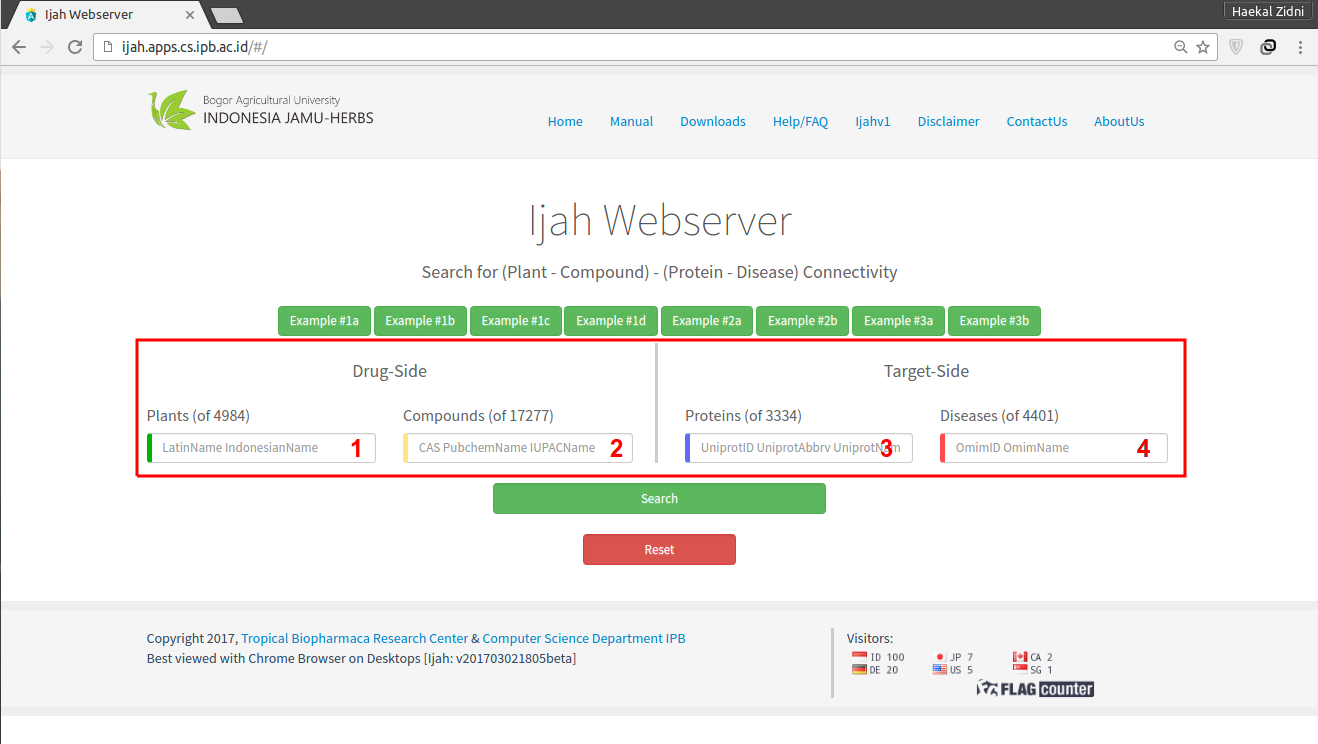 Ijah Webserver
Haekal Zidni
ijah.apps.cs.ipb.ac.id/#/
Bogor Agricultural University
INDONESIA JAMU-HERBS
Home Manual Downloads Help/FAQ Ijahv1 Disclaimer ContactUs AboutUs
Ijah Webserver
Search for (Plant - Compound) - (Protein - Disease) Connectivity
Example #1a Example #1b Example #1c Example #1d Example #2a Example #2b Example #3a Example #3b
Drug-Side Target-Side
Plants (of 4984) Compounds (of 17277) Proteins (of 3334) Diseases (of 4401)
LatinName IndonesianName 1 CAS PubchemName IUPACName 2 UniprotID UniprotAbbrv 3 OmimID OmimName 4
Search
Reset
Copyright 2017, Tropical Biopharmaca Research Center & Computer Science Department IPB
Best viewed with Chrome Browser on Desktops [Ijah: v201703021805beta]
Visitors:
ID 100 JP 7 CA 2
DE 20 US 5 SG 1
FLAG counter